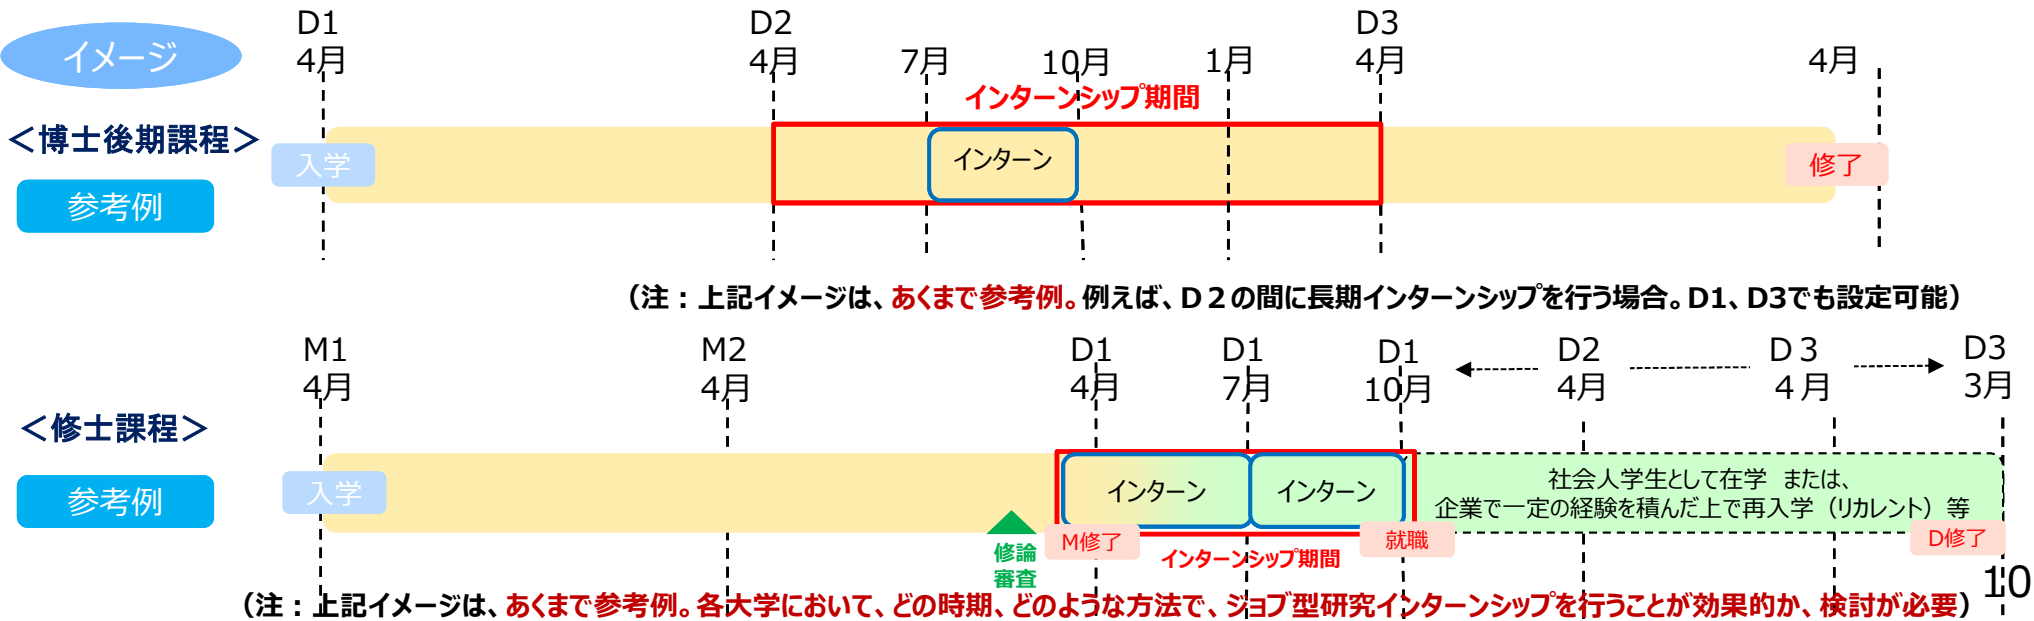 イメージ
D1
4月
D2
4月
7月
10月
1月
D3
4月
4月
インターンシップ期間
＜博士後期課程＞
入学
インターン
修了
参考例
（注：上記イメージは、あくまで参考例。例えば、Ｄ２の間に長期インターンシップを行う場合。D1、D3でも設定可能）
M1
4月
M2
4月
D1
4月
D1
7月
D1
10月
D2
4月
Ｄ３
４月
D3
3月
＜修士課程＞
参考例
入学
インターン
インターン
社会人学生として在学　または、
企業で一定の経験を積んだ上で再入学（リカレント）等
修論
審査
M修了
インターンシップ期間
就職
D修了
（注：上記イメージは、あくまで参考例。各大学において、どの時期、どのような方法で、ジョブ型研究インターンシップを行うことが効果的か、検討が必要）
10